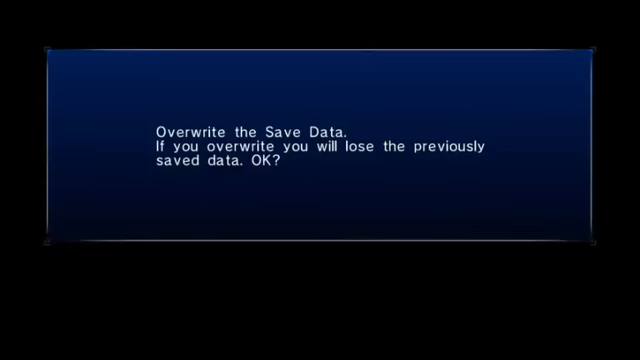 Overwrite the Save Data.
If you overwrite you will lose the previously
saved data. OK?